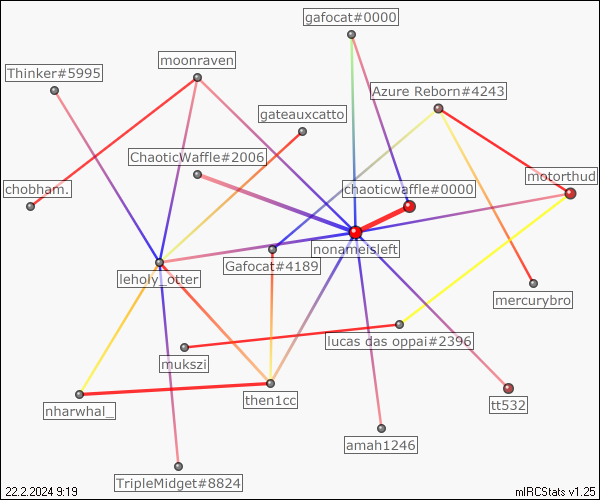 gafocat#0000
moonraven
Thinker#5995
Azure Reborn#4243
gateauxcatto
ChaoticWaffle#2006
motorthud
chobham.
chaoticwaffle#0000
nonameisleft
Gafocat#4189
leholy_otter
mercurybro
lucas das oppai#2396
mukszi
then1cc
tt532
nharwhal_
amah1246
TripleMidget#8824
22.2.2024 9:19
mIRCStats v1.25